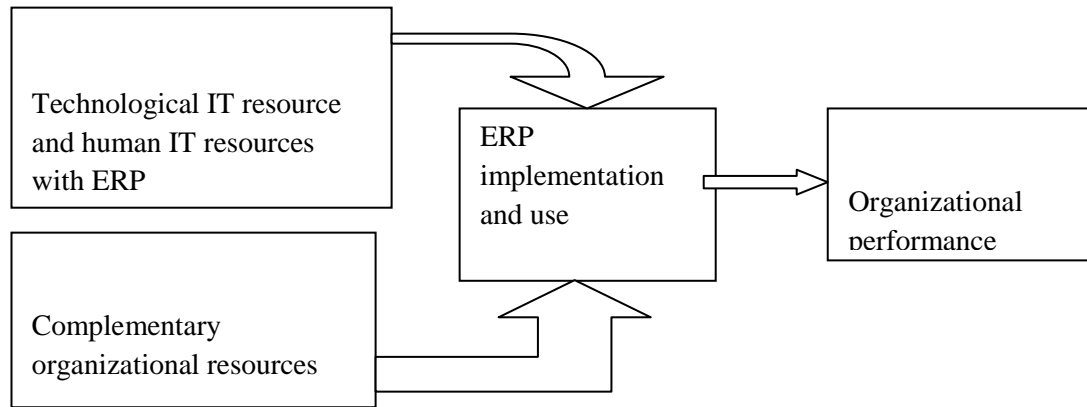 Technological IT resource
and human IT resources
with ERP
Complementary
organizational resources
ERP
implementation
and use
Organizational
performance